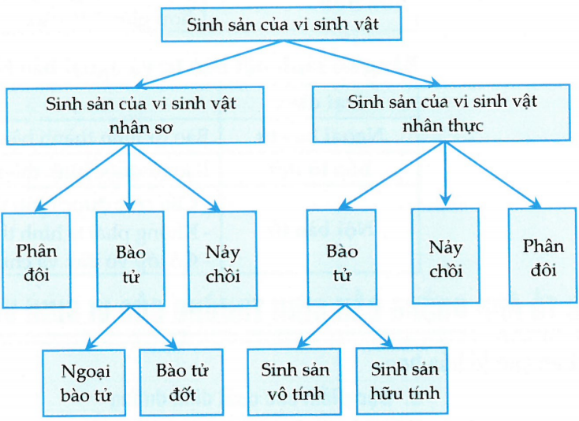 Sinh sản của vi sinh vật
Sinh sản của vi sinh vật
nhân sơ
Sinh sản của vi sinh vật
nhân thực
Phân
đôi
Bào
tử
Nảy
chồi
Bào
tử
Nảy
chồi
Phân
đôi
Ngoại
bào tử
Bào tử
đốt
Sinh sản
vô tính
Sinh sản
hữu tính